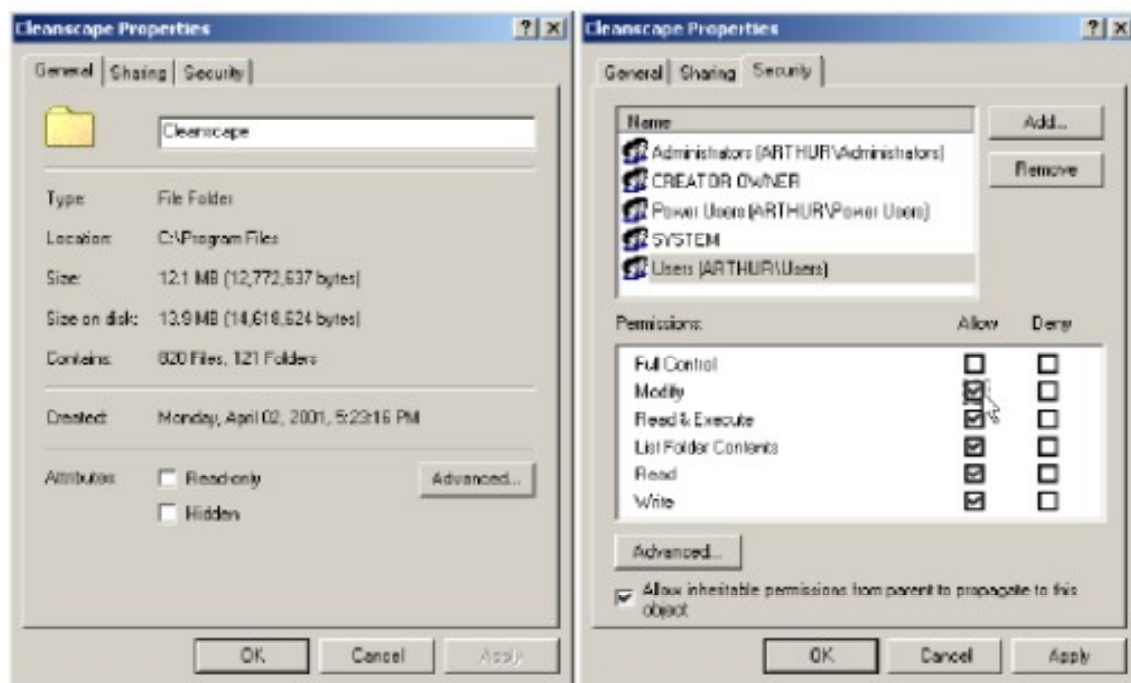 Cleanscape Properties
General Sharing Security
Cleanscape
Type: File Folder
Location: C:\Program Files
Size: 12.1 MB (12,772,637 bytes)
Size on disk: 13.9 MB (14,618,624 bytes)
Contains: 820 Files, 121 Folders
Created: Monday, April 02, 2001, 5:23:16 PM
Attributes: Read-only Advanced...
Hidden
OK Cancel Apply
Cleanscape Properties
General Sharing Security
Name
Add...
Administrators (ARTHUR\Administrators)
Remove
CREATOR OWNER
Power Users (ARTHUR\Power Users)
SYSTEM
Users (ARTHUR\Users)
Permissions: Allow Deny
Full Control
Modify
Read & Execute
List Folder Contents
Read
Write
Advanced...
Allow inheritable permissions from parent to propagate to this
object
OK Cancel Apply